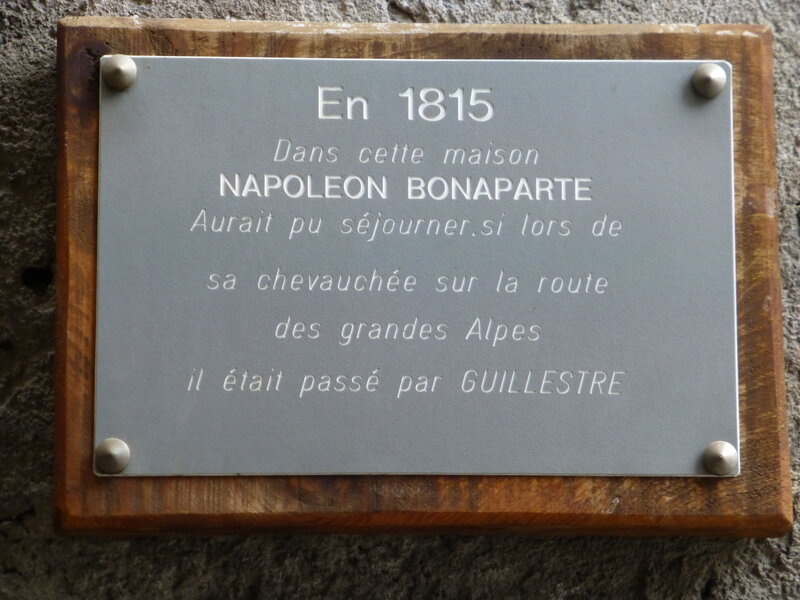 En 1815
Dans cette maison
NAPOLEON BONAPARTE
Aurait pu séjourner.si lors de
sa chevauchée sur la route
des grandes Alpes
il était passé par GUILLESTRE